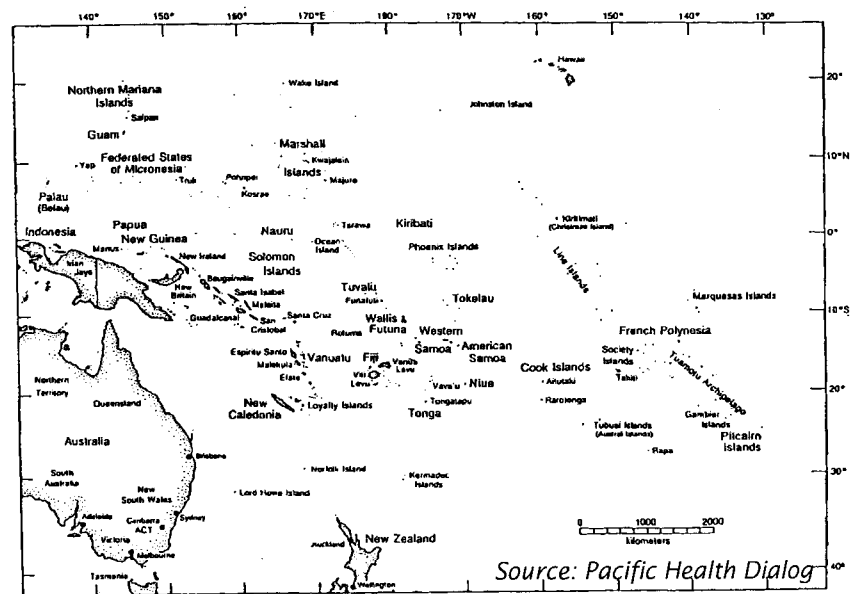 140° 150° 160° 170°E 180° 170°W 160° 150° 140° 130°
Hawaii
20°
Wake Island
Northern Mariana
Islands
Johnston Island
Saipan
Guam
Marshall
Islands
Kwajalein
Majuro
10°N
Yap
Federated States
of Micronesia
Truk
Pohnpei
Kosrae
Palau
(Belau)
Kiritimati
(Christmas Island)
Indonesia
Papua
New Guinea
Nauru
Tarawa
Kiribati
0°
Manus
Ocean
Island
Phoenix Islands
Irian
Jaya
New Ireland
Solomon
Islands
Line Islands
Bougainville
New
Britain
Santa Isabel
Malaita
Tuvalu
Funafuti
Tokelau
Marquesas Islands
Guadalcanal
San
Cristobal
Santa Cruz
10°S
Rotuma
Wallis &
Futuna
Western
Samoa
American
Samoa
French Polynesia
Espiritu Santo
Malekula
Vanuatu
Fiji
Vanua
Levu
Viti
Levu
Cook Islands
Society
Islands
Tahiti
Tuamotu Archipelago
Efate
Vava'u
Niue
Aitutaki
20°
Northern
Territory
Queensland
New
Caledonia
Loyalty Islands
Tongatapu
Tonga
Rarotonga
Gambier
Islands
Tubuai Islands
(Austral Islands)
Pitcairn
Islands
Australia
Rapa
Brisbane
South
Australia
Norfolk Island
Kermadec
Islands
30°
New
South Wales
Lord Howe Island
Adelaide
Canberra
ACT
Sydney
0 1000 2000
kilometers
Victoria
Melbourne
Auckland
New Zealand
Tasmania
Wellington
Source: Pacific Health Dialog
40°